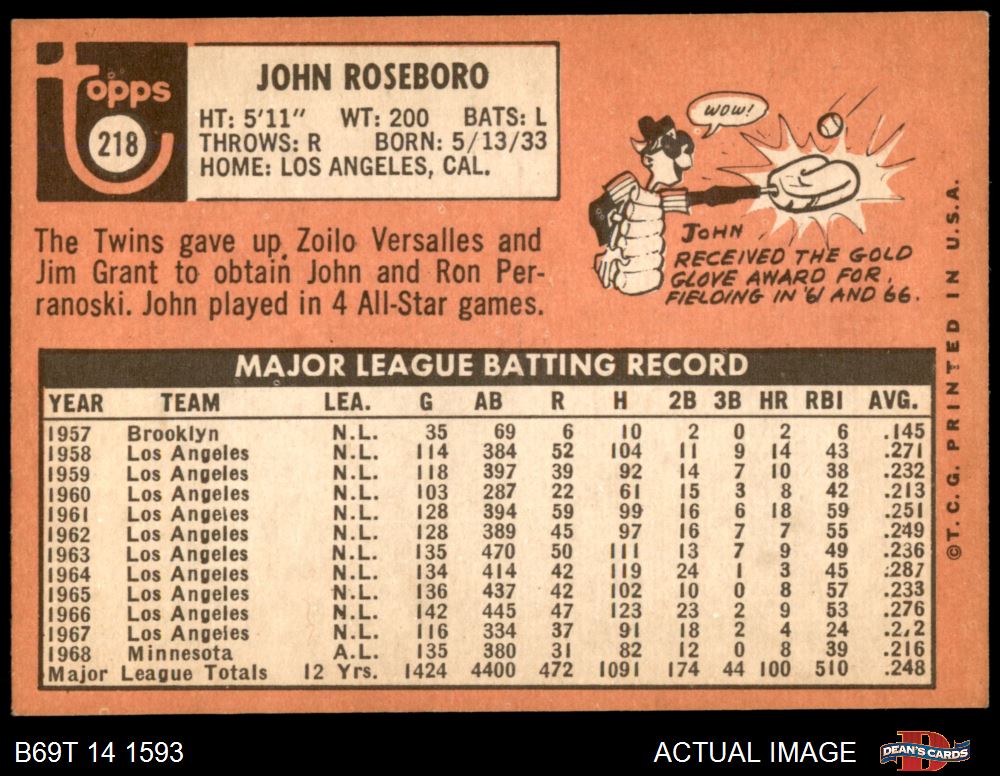 topps
218
JOHN ROSEBORO
HT: 5'11" WT: 200 BATS: L
THROWS: R BORN: 5/13/33
HOME: LOS ANGELES, CAL.
The Twins gave up Zoilo Versalles and
Jim Grant to obtain John and Ron Per-
ranoski. John played in 4 All-Star games.
WOW!
JOHN
RECEIVED THE GOLD
GLOVE AWARD FOR
FIELDING IN '61 AND 66.
MAJOR LEAGUE BATTING RECORD
YEAR TEAM LEA. G AB R H 2B 3B HR RBI AVG.
1957 Brooklyn N.L. 35 69 6 10 2 0 2 6 .145
1958 Los Angeles N.L. 114 384 52 104 11 9 14 43 .271
1959 Los Angeles N.L. 118 397 39 92 14 7 10 38 .232
1960 Los Angeles N.L. 103 287 22 61 15 3 8 42 .213
1961 Los Angeles N.L. 128 394 59 99 16 6 18 59 .251
1962 Los Angeles N.L. 128 389 45 97 16 7 7 55 .249
1963 Los Angeles N.L. 135 470 50 111 13 7 9 49 .236
1964 Los Angeles N.L. 134 414 42 119 24 1 3 45 .287
1965 Los Angeles N.L. 136 437 42 102 10 0 8 57 .233
1966 Los Angeles N.L. 142 445 47 123 23 2 9 53 .276
1967 Los Angeles N.L. 116 334 37 91 18 2 4 24
1968 Minnesota A.L. 135 380 31 82 12 0 8 39 .216
Major League Totals 12 Yrs. 1424 4400 472 1091 174 44 100 510 .248
©T.C.G. PRINTED IN U.S.A.
B69T 14 1593
ACTUAL IMAGE
DEAN'S CARDS